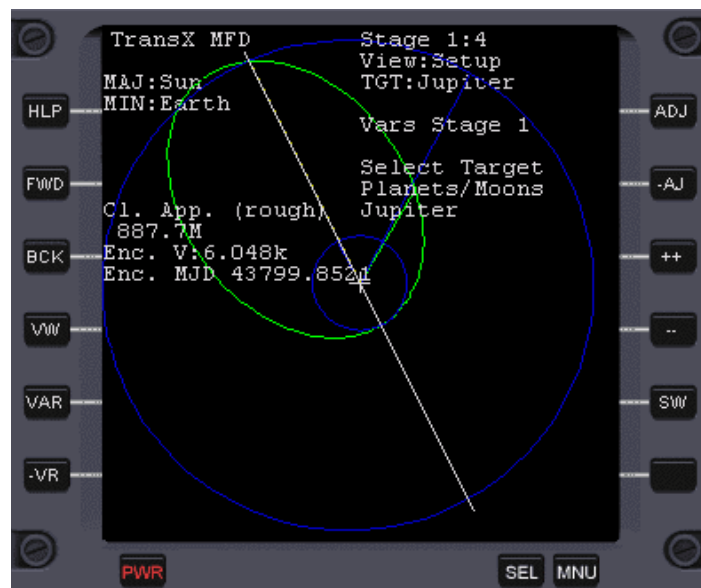 TransX MFD
Stage 1:4
View:Setup
MAJ:Sun
TGT:Jupiter
MIN:Earth
Vars Stage 1
Select Target
Planets/Moons
Cl. App. (rough)
Jupiter
887.7M
Enc. V:6.048k
Enc. MJD 43799.8521
HLP
FWD
BCK
VW
VAR
-VR
ADJ
-AJ
++
--
SW
PWR
SEL
MNU